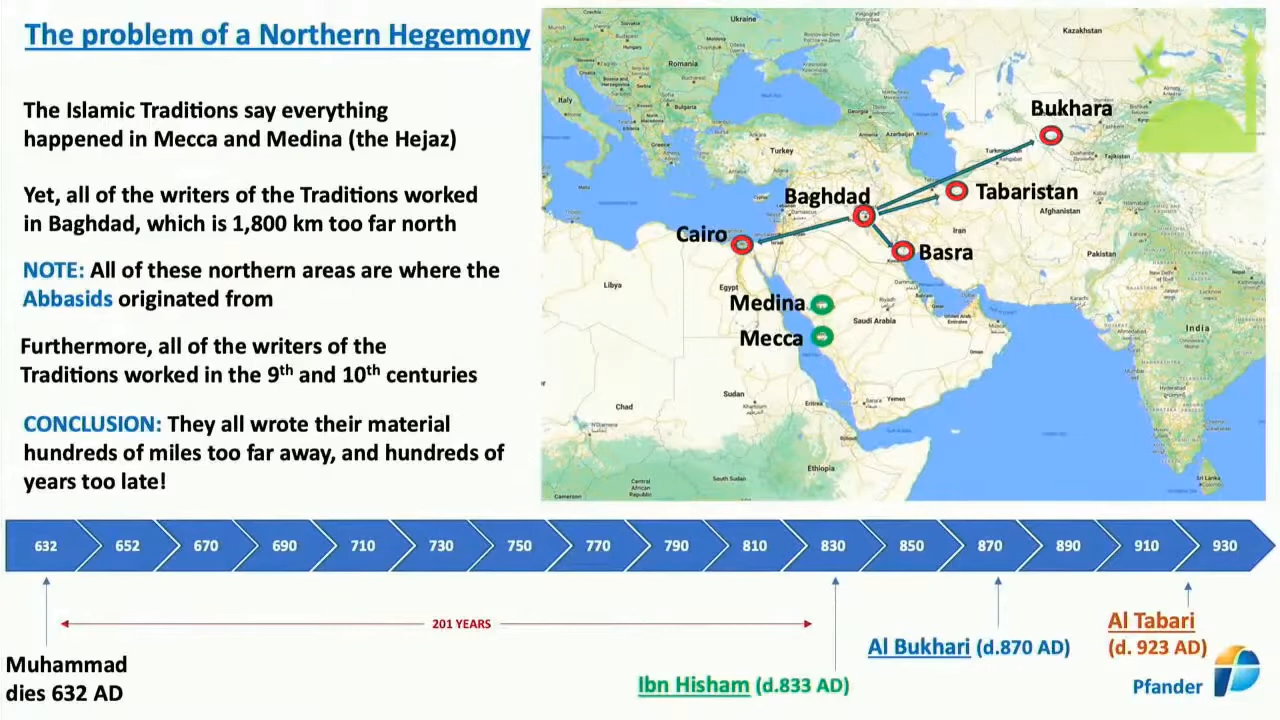 The problem of a Northern Hegemony
The Islamic Traditions say everything
happened in Mecca and Medina (the Hejaz)
Yet, all of the writers of the Traditions worked
in Baghdad, which is 1,800 km too far north
NOTE: All of these northern areas are where the
Abbasids originated from
Furthermore, all of the writers of the
Traditions worked in the 9th and 10th centuries
CONCLUSION: They all wrote their material
hundreds of miles too far away, and hundreds of
years too late!
Ukraine
Kazakhstan
Romania
Italy
Bukhara
Turkey
Greece
Baghdad
Tabaristan
Afghanistan
Cairo
Iran
Basra
Pakistan
Libya
Egypt
Medina
Saudi Arabia
India
Mecca
Oman
Sudan
Chad
Eritrea
Yemen
Ethiopia
South Sudan
Central
African
Republic
Cameroon
Sri Lanka
632 652 670 690 710 730 750 770 790 810 830 850 870 890 910 930
201 YEARS
Muhammad
dies 632 AD
Ibn Hisham (d.833 AD)
Al Bukhari (d.870 AD)
Al Tabari
(d. 923 AD)
Pfander